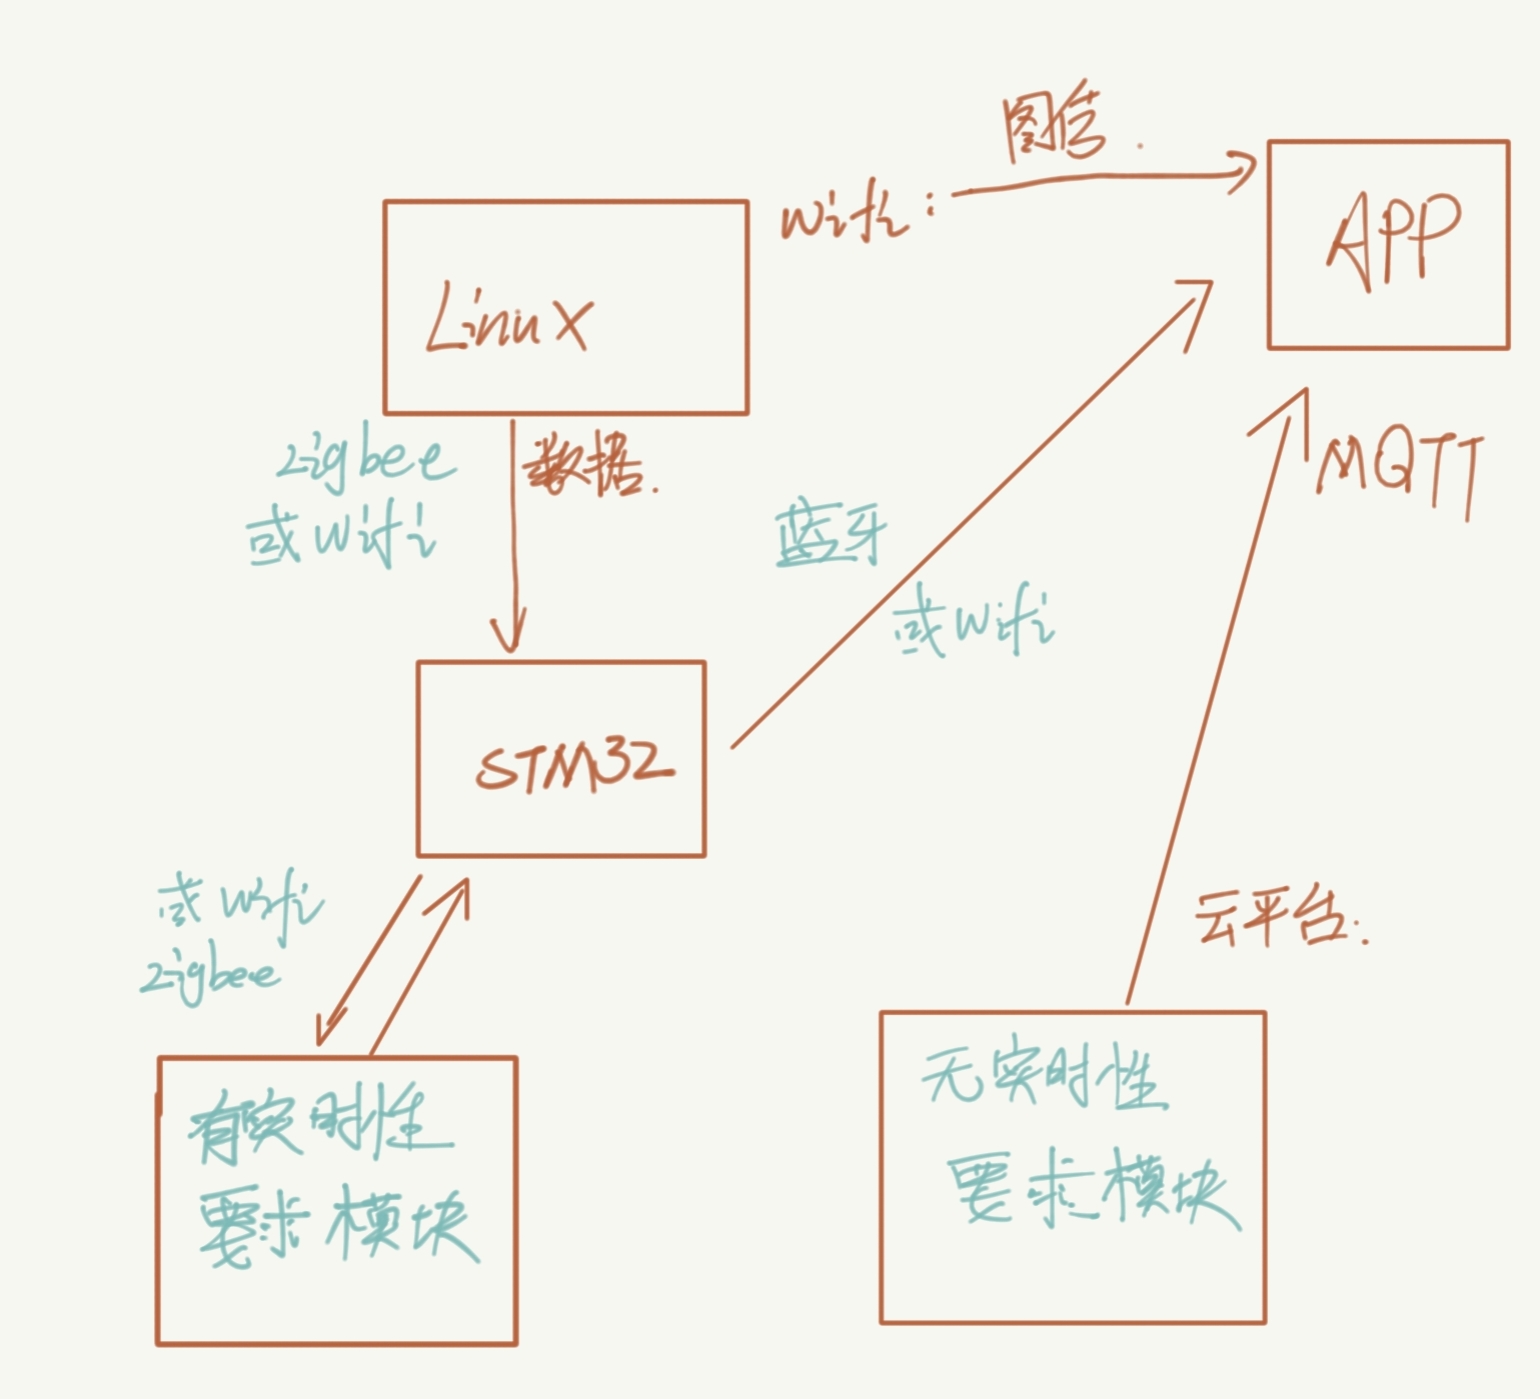 图传.
wifi:
APP
Linux
zigbee
数据.
或wifi
MQTT
蓝牙
或wifi
STM32
或wifi
zigbee
云平台.
有实时性
要求模块
无实时性
要求模块